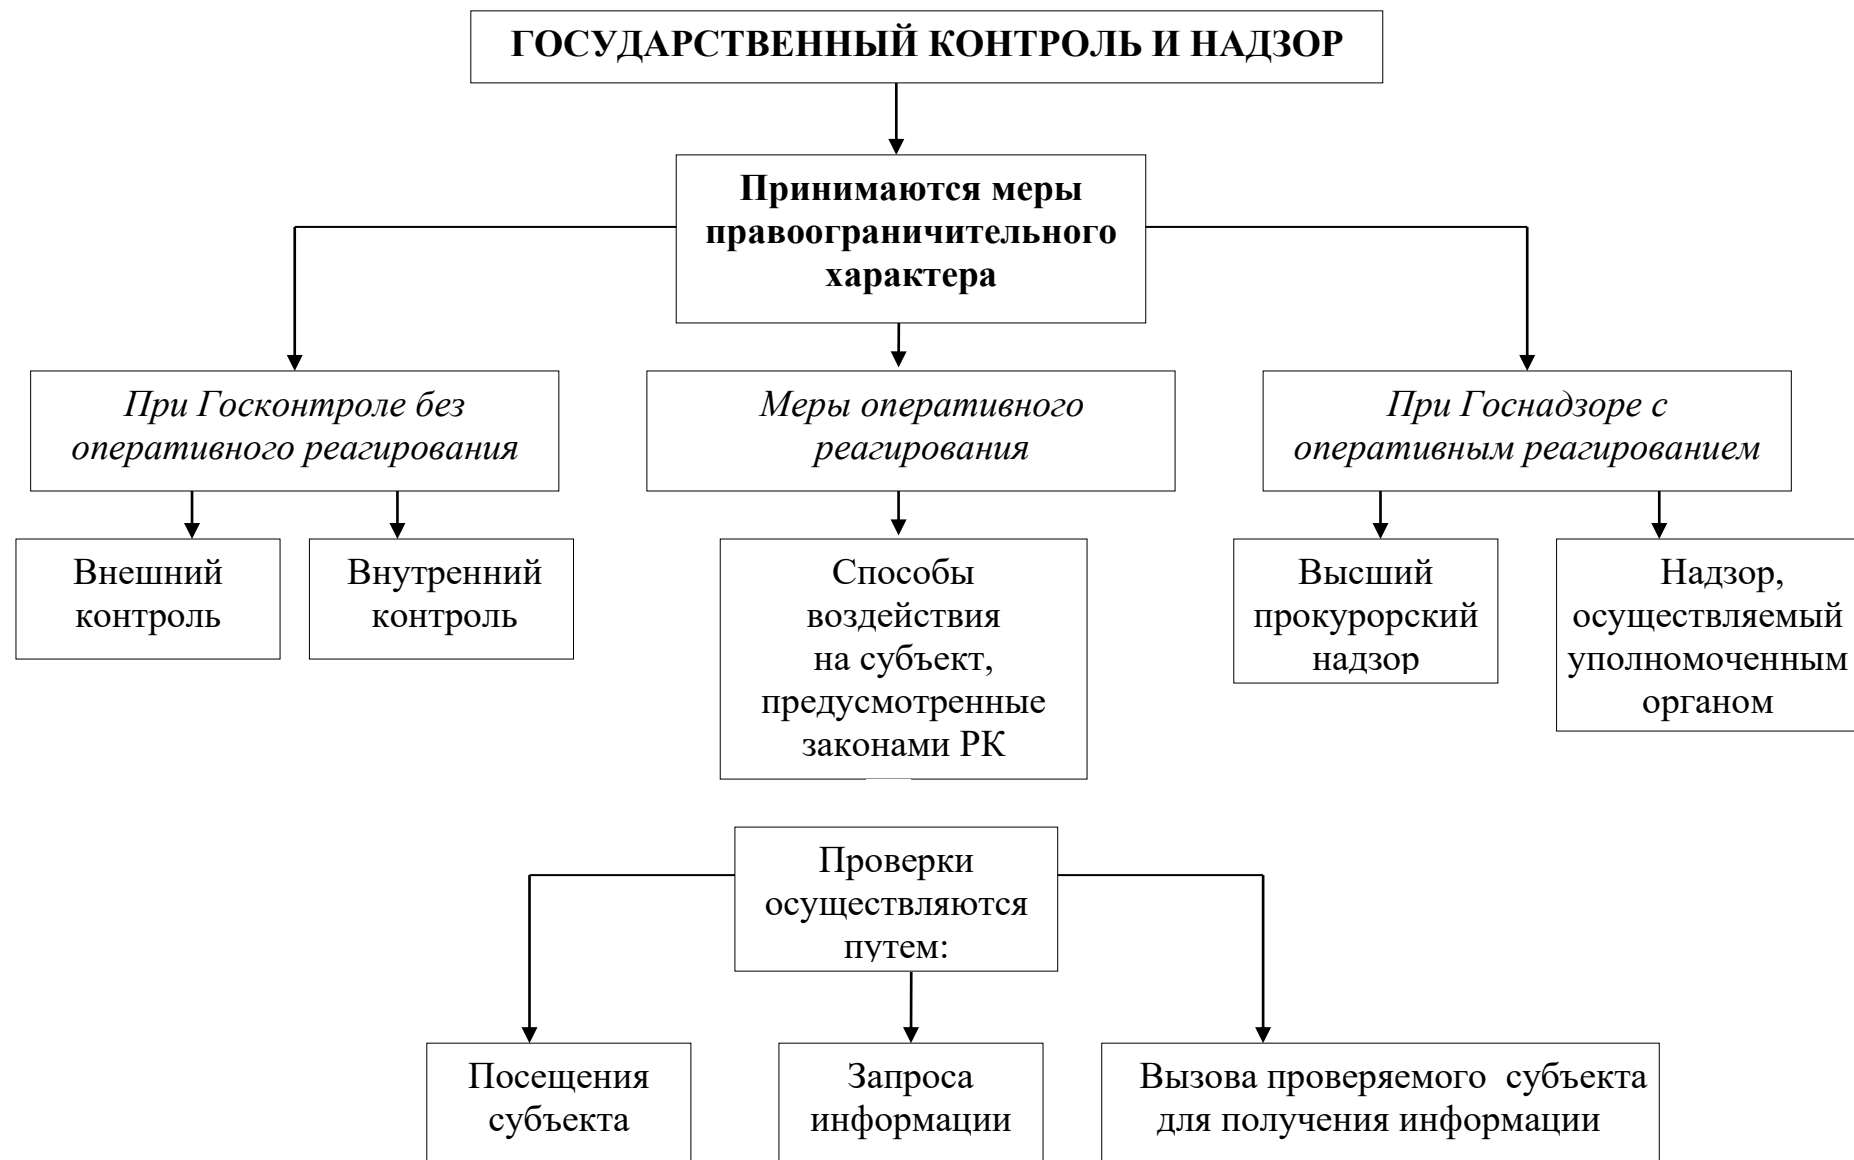 ГОСУДАРСТВЕННЫЙ КОНТРОЛЬ И НАДЗОР
Принимаются меры
правоограничительного
характера
При Госконтроле без
оперативного реагирования
Меры оперативного
реагирования
При Госнадзоре с
оперативным реагированием
Внешний
контроль
Внутренний
контроль
Способы
воздействия
на субъект,
предусмотренные
законами РК
Высший
прокурорский
надзор
Надзор,
осуществляемый
уполномоченным
органом
Проверки
осуществляются
путем:
Посещения
субъекта
Запроса
информации
Вызова проверяемого субъекта
для получения информации